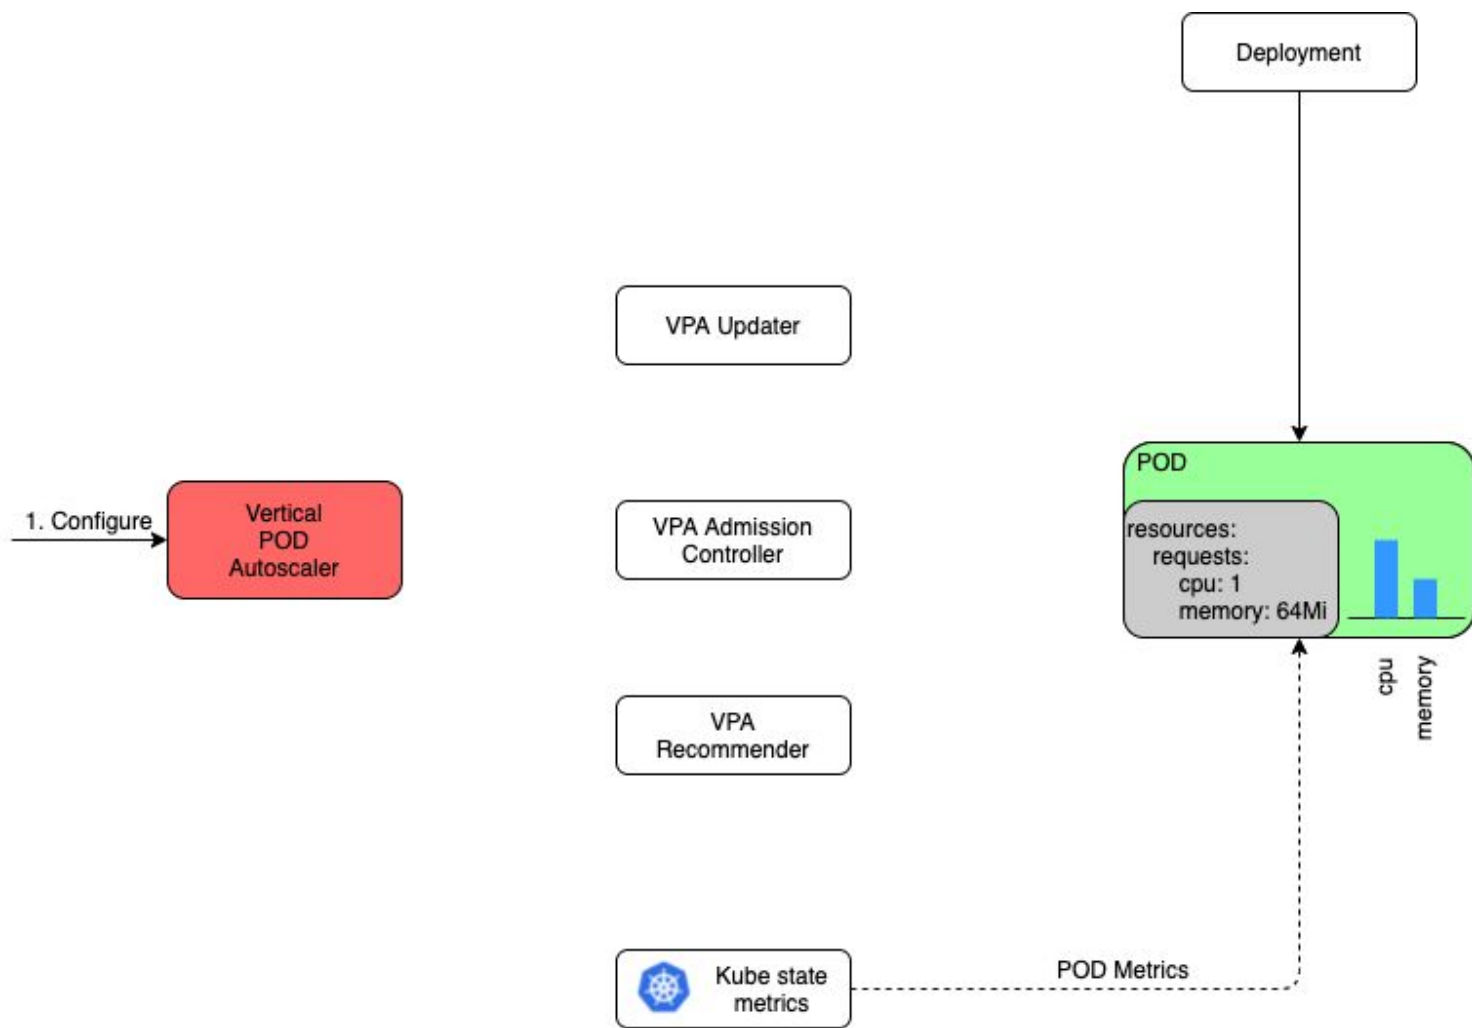 Deployment
VPA Updater
1. Configure
Vertical
POD
Autoscaler
VPA Admission
Controller
POD
resources:
requests:
cpu: 1
memory: 64Mi
cpu
memory
VPA
Recommender
Kube state
metrics
POD Metrics